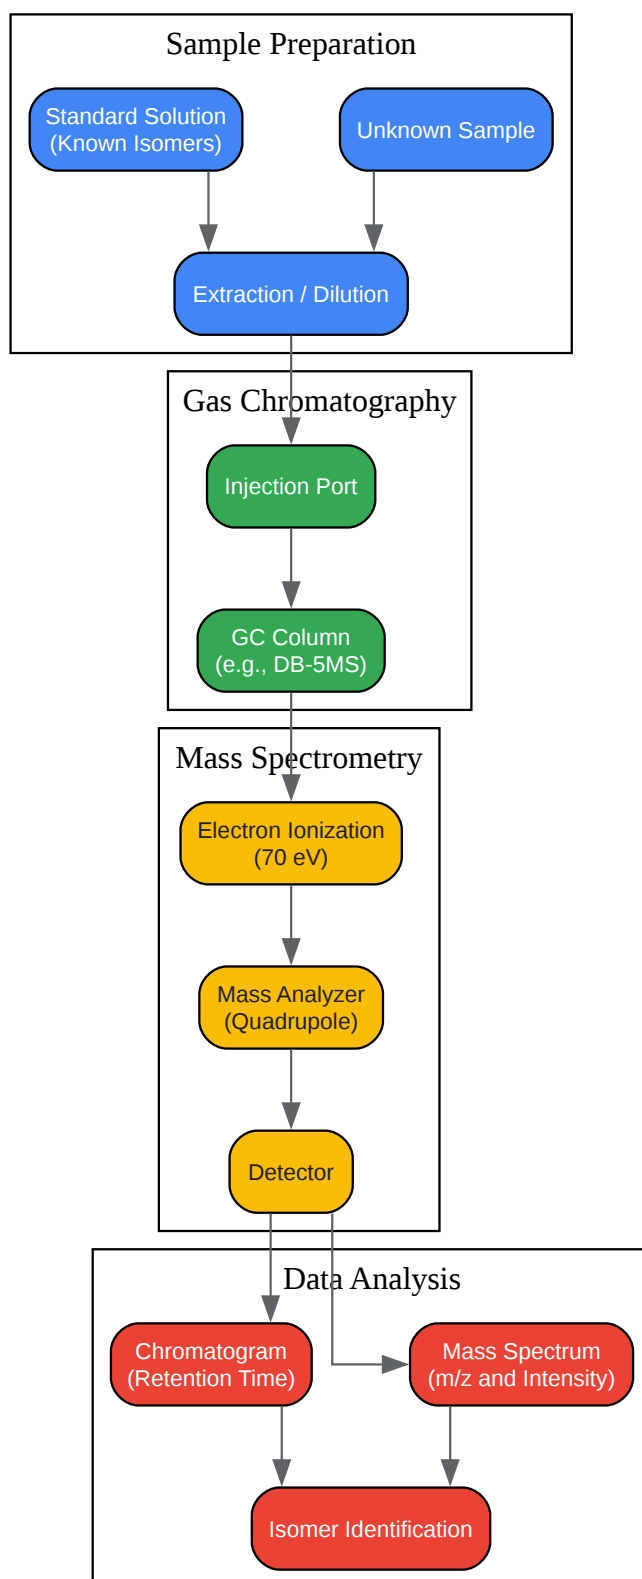 Sample Preparation
Standard Solution
(Known Isomers)
Unknown Sample
Extraction / Dilution
Gas Chromatography
Injection Port
GC Column
(e.g., DB-5MS)
Mass Spectrometry
Electron Ionization
(70 eV)
Mass Analyzer
(Quadrupole)
Detector
Data Analysis
Chromatogram
(Retention Time)
Mass Spectrum
(m/z and Intensity)
Isomer Identification